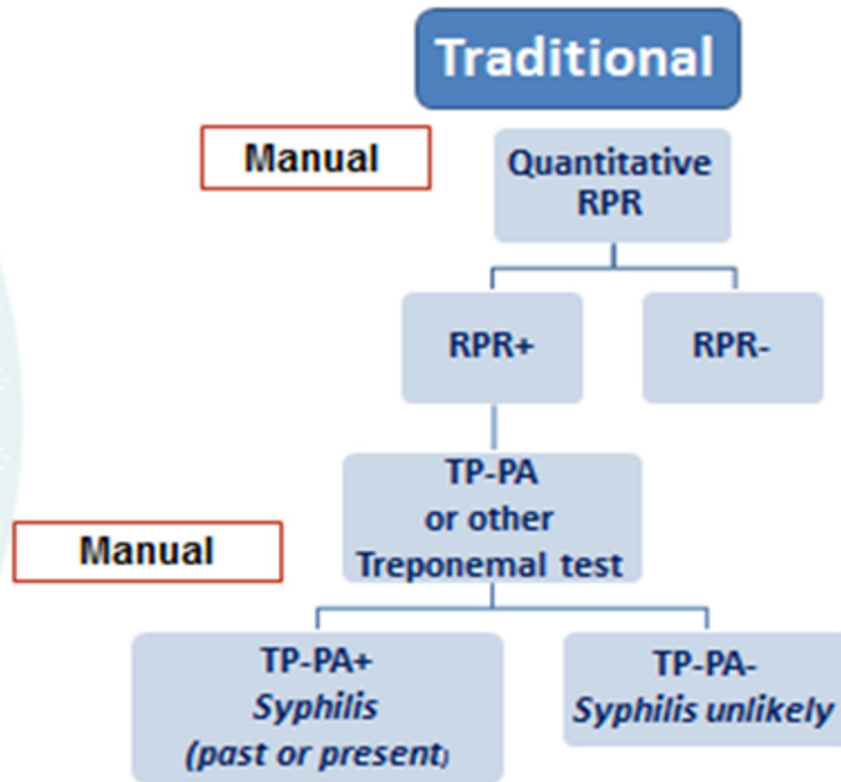 Traditional
Manual
Quantitative
RPR
RPR+
RPR-
TP-PA
or other
Treponemal test
Manual
TP-PA+
Syphilis
(past or present)
TP-PA-
Syphilis unlikely